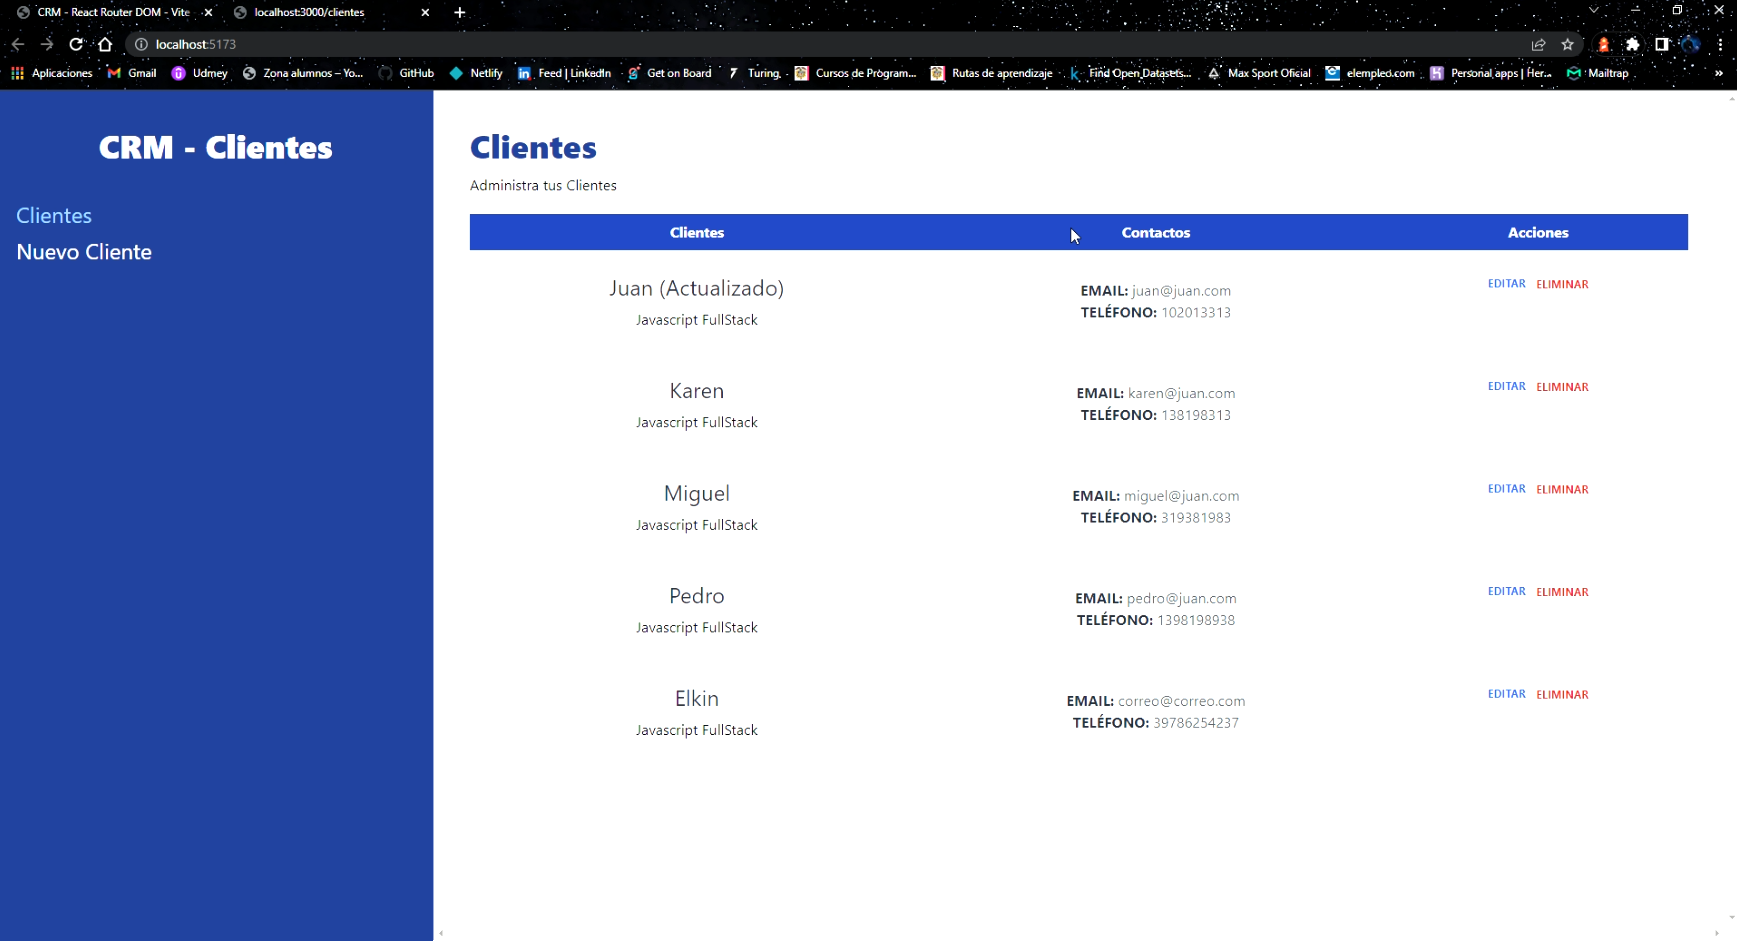 CRM - React Router DOM - Vite
localhost:3000/clientes
localhost:5173
Aplicaciones Gmail Udmey Zona alumnos – Yo... GitHub Netlify Feed | LinkedIn Get on Board Turing. Cursos de Program... Rutas de aprendizaje Find Open Datasets... Max Sport Oficial elempled.com Personal apps | Her... Mailtrap »
CRM - Clientes
Clientes
Nuevo Cliente
Clientes
Administra tus Clientes
Clientes Contactos Acciones
Juan (Actualizado)
Javascript FullStack
EMAIL: juan@juan.com
TELÉFONO: 102013313
EDITAR ELIMINAR
Karen
Javascript FullStack
EMAIL: karen@juan.com
TELÉFONO: 138198313
EDITAR ELIMINAR
Miguel
Javascript FullStack
EMAIL: miguel@juan.com
TELÉFONO: 319381983
EDITAR ELIMINAR
Pedro
Javascript FullStack
EMAIL: pedro@juan.com
TELÉFONO: 1398198938
EDITAR ELIMINAR
Elkin
Javascript FullStack
EMAIL: correo@correo.com
TELÉFONO: 39786254237
EDITAR ELIMINAR